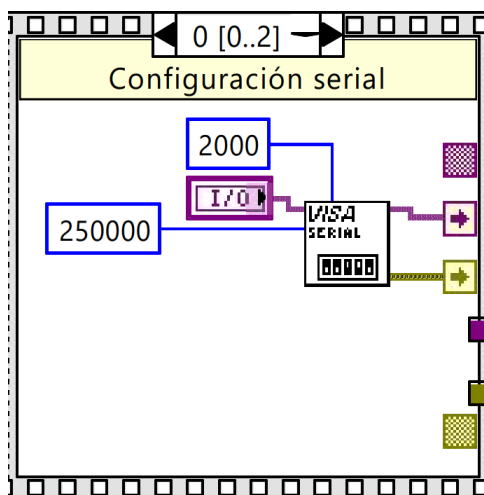 0 [0..2]
Configuración serial
2000
I/O
250000
VISA
SERIAL